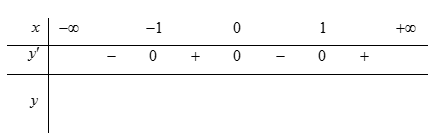 x −∞ −1 0 1 +∞
y′ − 0 + 0 − 0 +
y